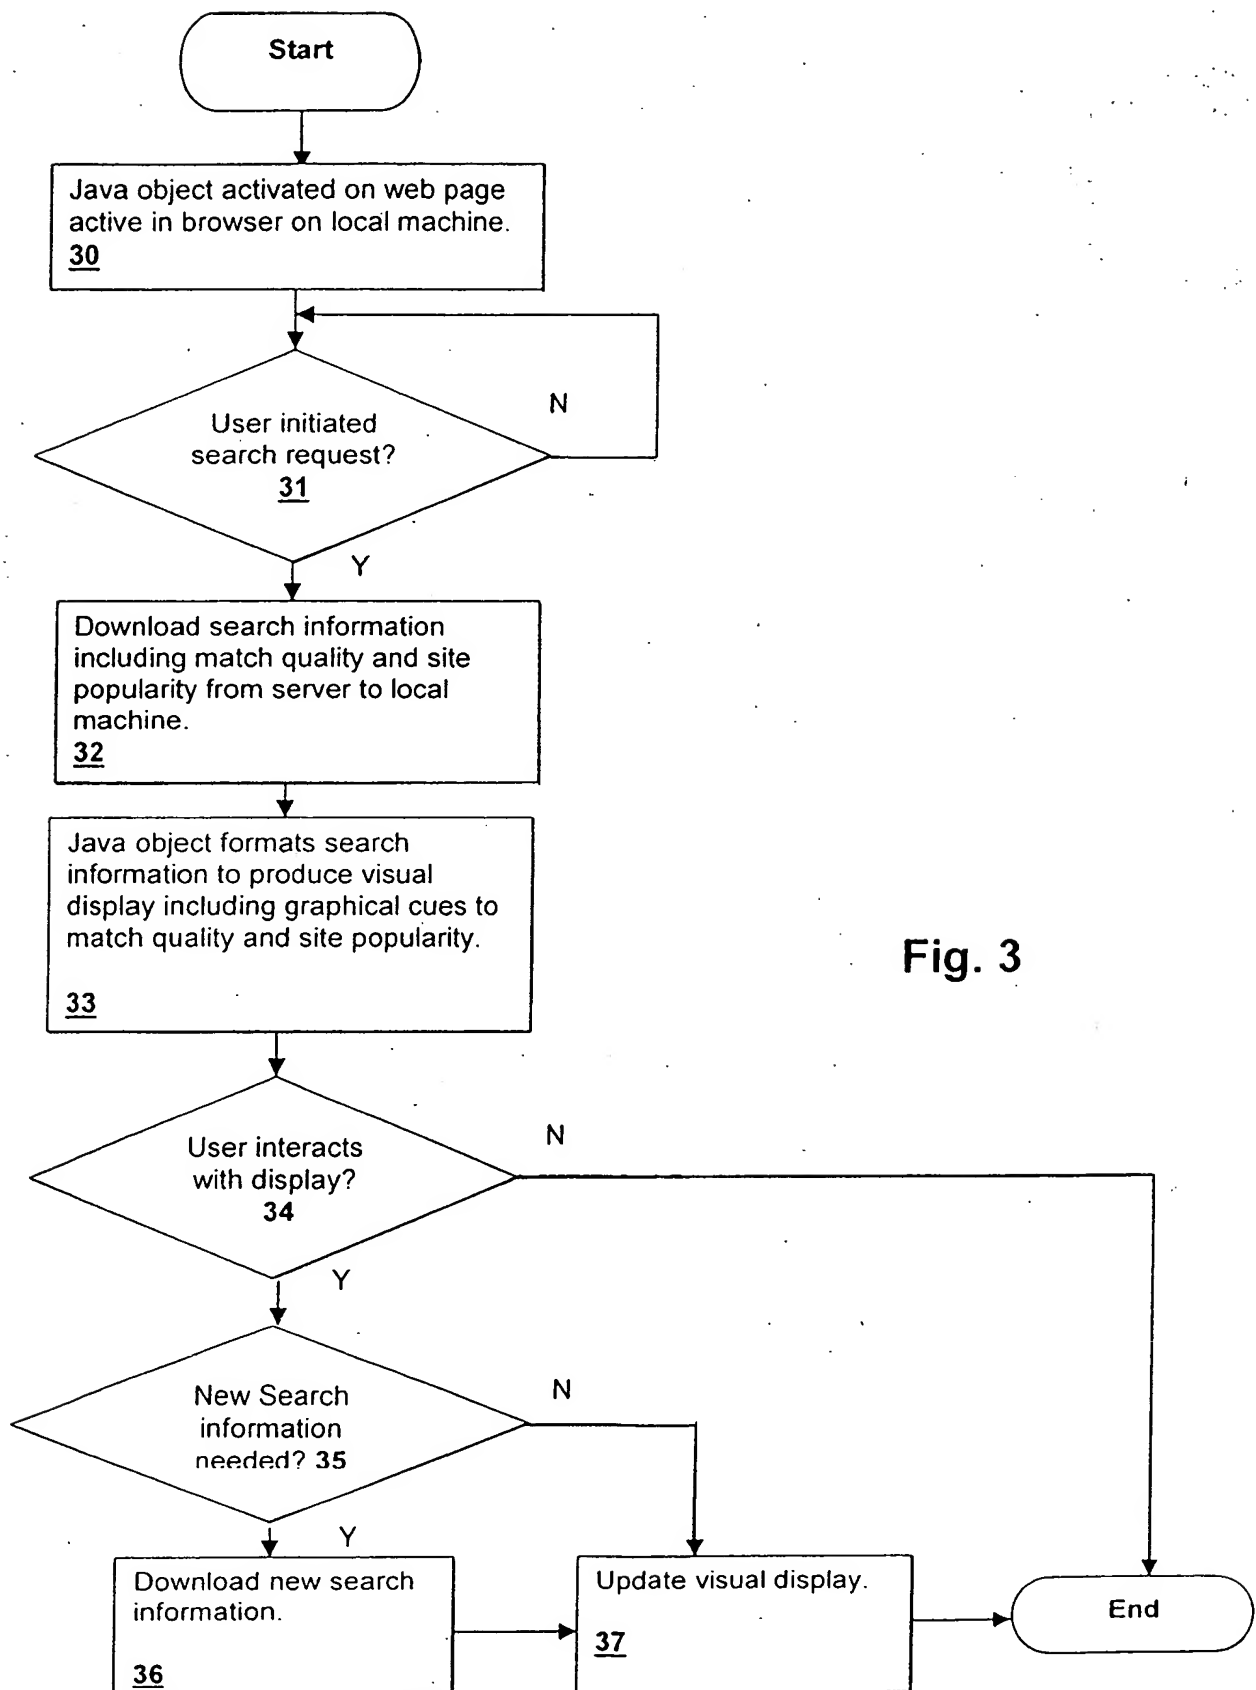 Start
Java object activated on web page
active in browser on local machine.
30
N
User initiated
search request?
31
Y
Download search information
including match quality and site
popularity from server to local
machine.
32
Java object formats search
information to produce visual
display including graphical cues to
match quality and site popularity.
33
Fig. 3
User interacts
with display?
34
N
Y
New Search
information
needed? 35
N
Y
Download new search
information.
36
Update visual display.
37
End